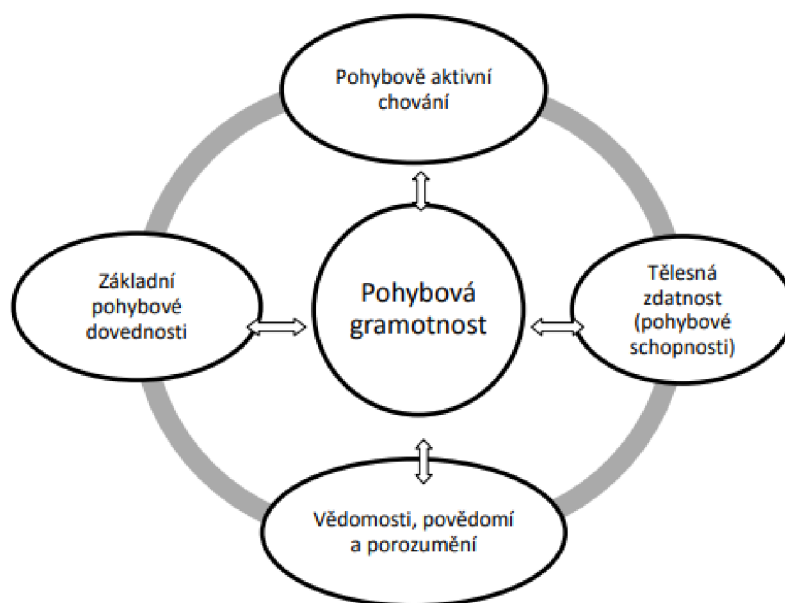 Pohybově aktivní
chování
Základní
pohybové
dovednosti
Pohybová
gramotnost
Tělesná
zdatnost
(pohybové
schopnosti)
Vědomosti, povědomí
a porozumění